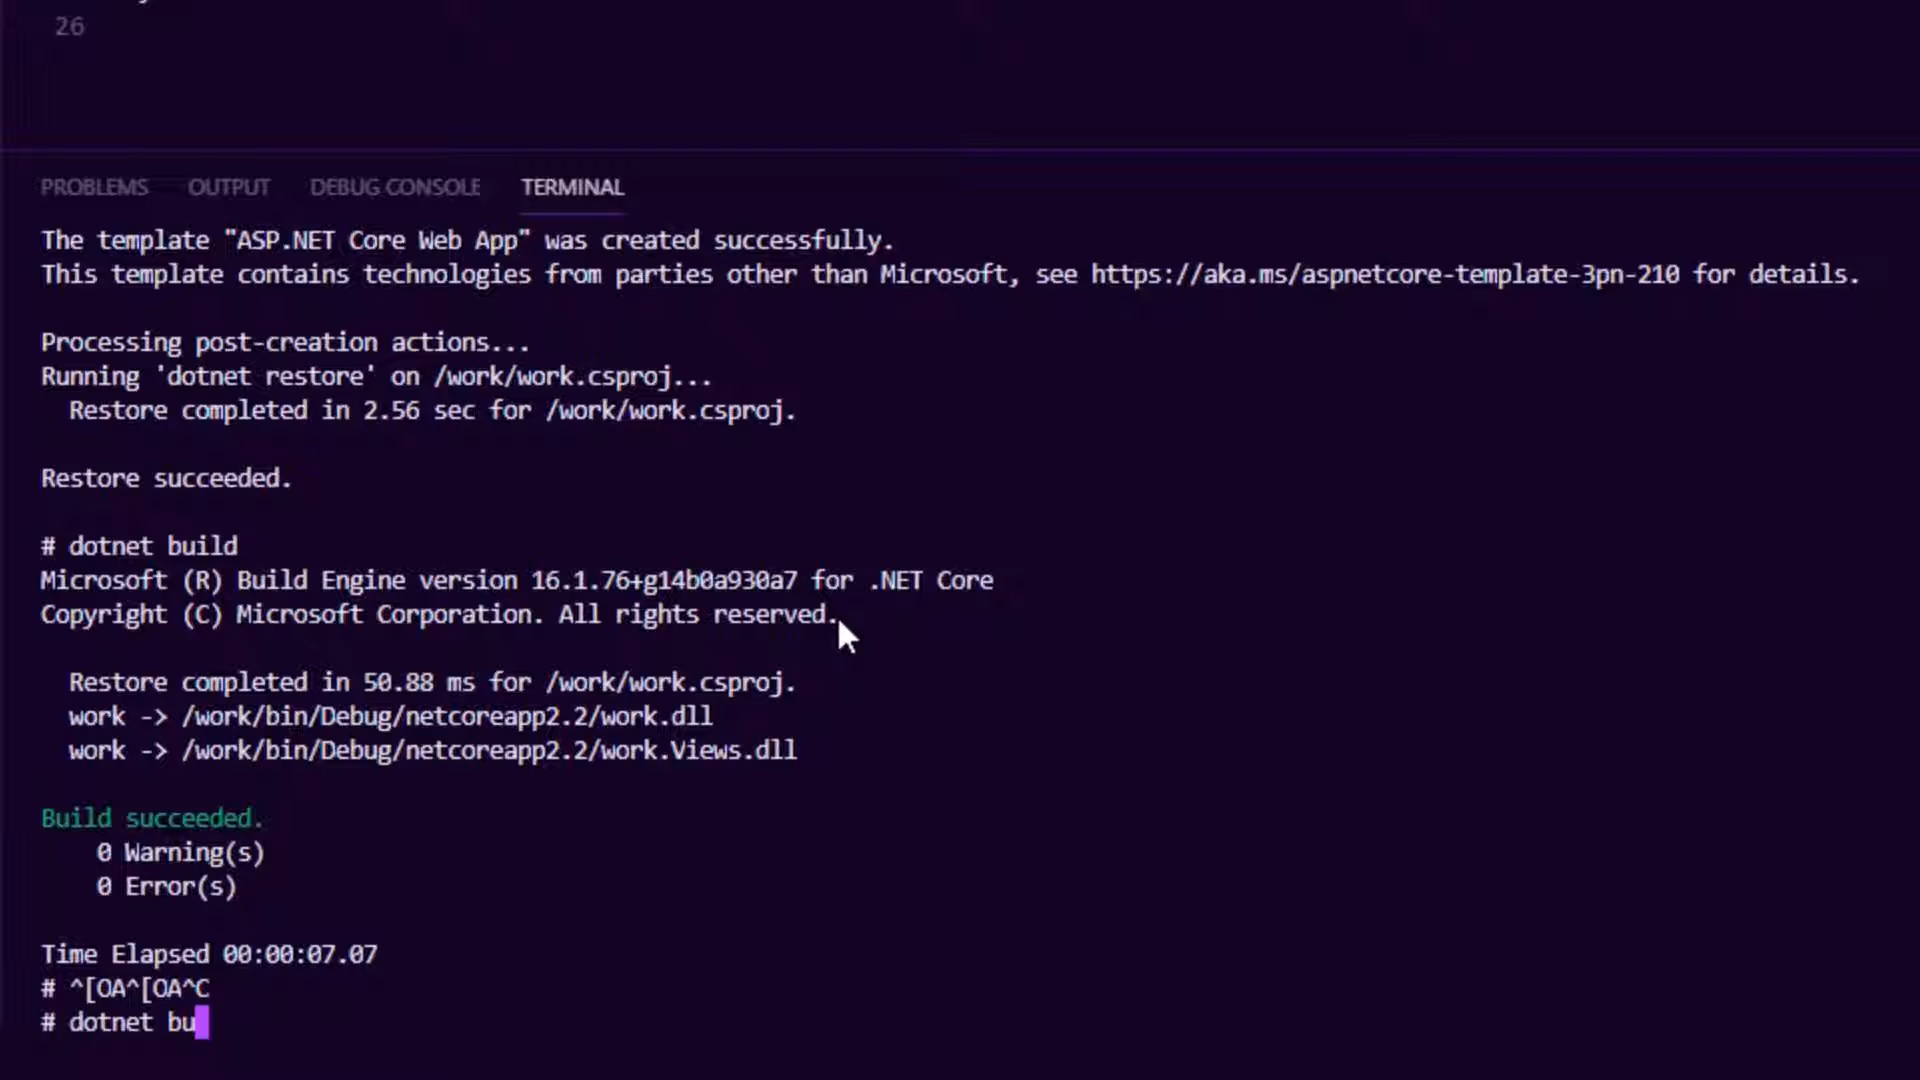 26
PROBLEMS OUTPUT DEBUG CONSOLE TERMINAL
The template "ASP.NET Core Web App" was created successfully.
This template contains technologies from parties other than Microsoft, see https://aka.ms/aspnetcore-template-3pn-210 for details.
Processing post-creation actions...
Running 'dotnet restore' on /work/work.csproj...
Restore completed in 2.56 sec for /work/work.csproj.
Restore succeeded.
# dotnet build
Microsoft (R) Build Engine version 16.1.76+g14b0a930a7 for .NET Core
Copyright (C) Microsoft Corporation. All rights reserved.
Restore completed in 50.88 ms for /work/work.csproj.
work -> /work/bin/Debug/netcoreapp2.2/work.dll
work -> /work/bin/Debug/netcoreapp2.2/work.Views.dll
Build succeeded.
0 Warning(s)
0 Error(s)
Time Elapsed 00:00:07.07
# ^[OA^[OA^C
# dotnet bu